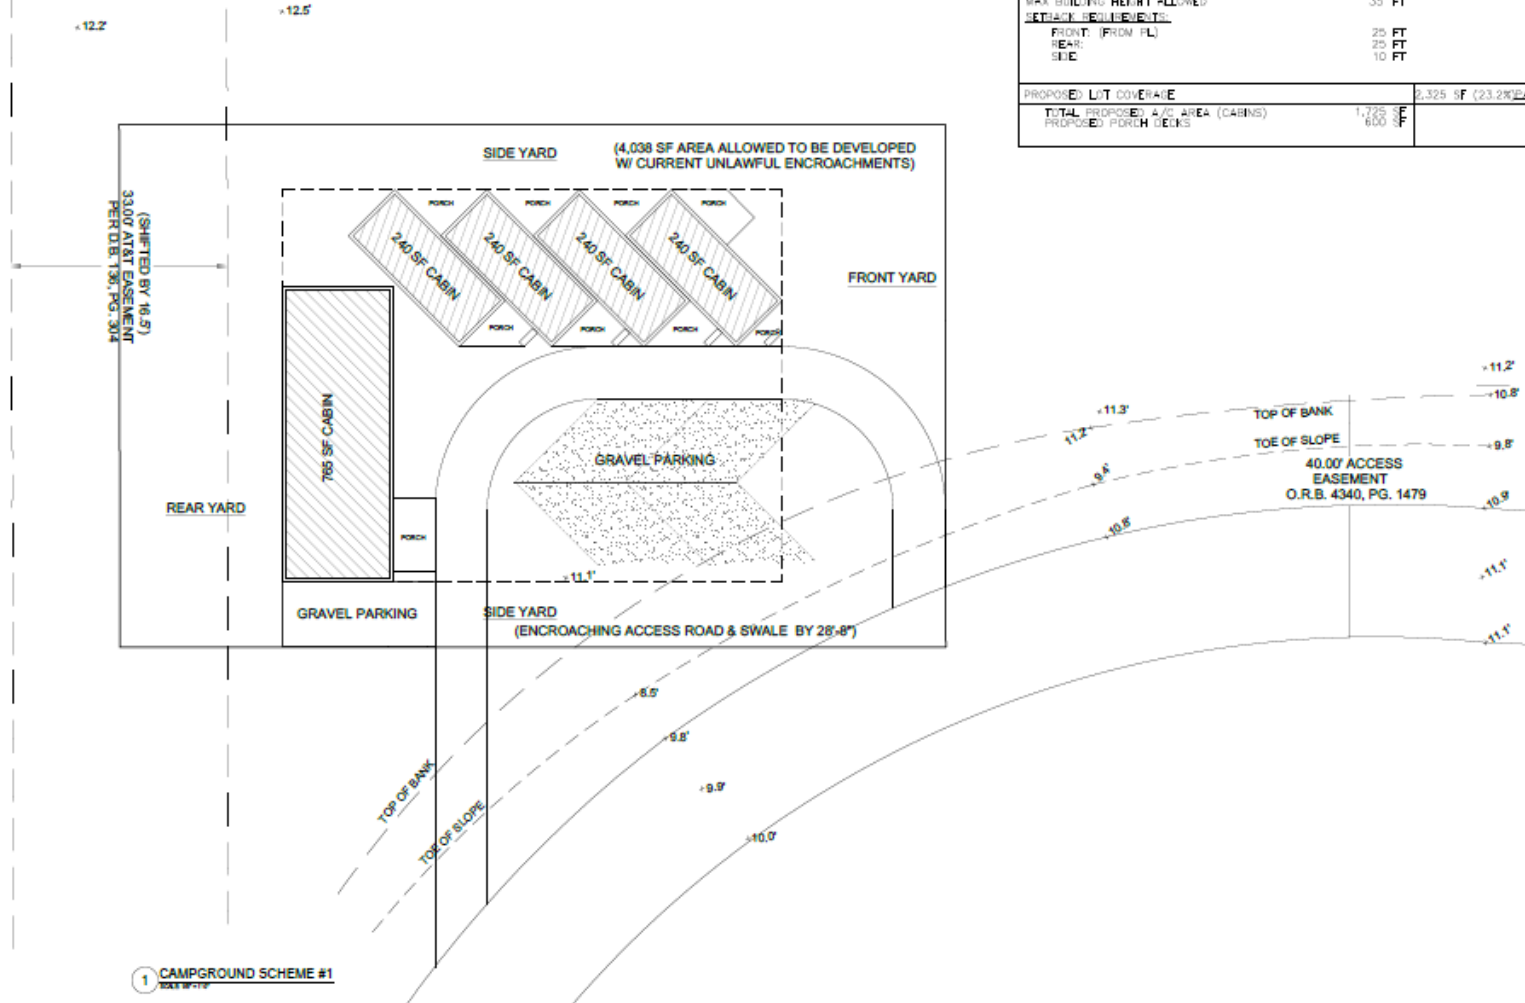 12.2'
12.5'
MAX BUILDING HEIGHT ALLOWED 35 FT
SETBACK REQUIREMENTS:
FRONT: (FROM PL) 25 FT
REAR: 25 FT
SIDE: 10 FT
PROPOSED LOT COVERAGE 2,325 SF (23.2%)
TOTAL PROPOSED A/C AREA (CABINS) 1,725 SF
PROPOSED PORCH DECKS 600 SF
SIDE YARD
(4,038 SF AREA ALLOWED TO BE DEVELOPED
W/ CURRENT UNLAWFUL ENCROACHMENTS)
(SHIFTED BY 16.5')
33.00' AT&T EASEMENT
PER D.B. 136, PG. 304
PORCH
PORCH
PORCH
PORCH
240 SF CABIN
240 SF CABIN
240 SF CABIN
240 SF CABIN
FRONT YARD
PORCH
PORCH
PORCH
PORCH
765 SF CABIN
GRAVEL PARKING
REAR YARD
PORCH
11.1'
GRAVEL PARKING
SIDE YARD
(ENCROACHING ACCESS ROAD & SWALE BY 28'-8")
11.2'
10.8'
11.3'
11.2'
TOP OF BANK
TOE OF SLOPE
9.8'
9.4'
40.00' ACCESS
EASEMENT
O.R.B. 4340, PG. 1479
10.9'
10.8'
11.1'
11.1'
8.5'
9.8'
9.9'
10.0'
TOP OF BANK
TOE OF SLOPE
1 CAMPGROUND SCHEME #1